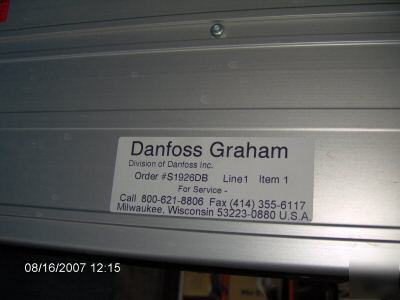 Danfoss Graham
Division of Danfoss Inc.
Order #S1926DB Line1 Item 1
For Service -
Call 800-621-8806 Fax (414) 355-6117
Milwaukee, Wisconsin 53223-0880 U.S.A
08/16/2007 12:15